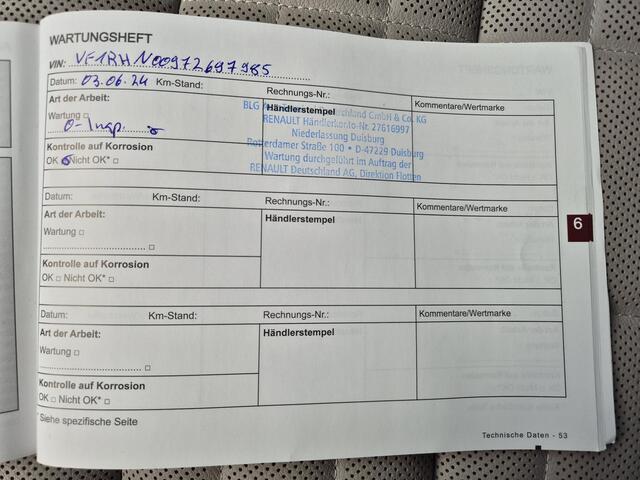 WARTUNGSHEFT
VIN: VF1RHN00972697985
Datum: 03.06.24 Km-Stand: Rechnungs-Nr.:
Art der Arbeit: Händlerstempel Kommentare/Wertmarke
BLG GmbH & Co. KG
RENAULT Händlerkonto-Nr. 27616997
Niederlassung Duisburg
Rotterdamer Straße 100 * D-47229 Duisburg
Wartung durchgeführt im Auftrag der
RENAULT Deutschland AG, Direktion Flotten
Wartung □
0-Insp. □
Kontrolle auf Korrosion
OK □ Nicht OK* □
Datum: Km-Stand: Rechnungs-Nr.: Kommentare/Wertmarke
Art der Arbeit: Händlerstempel
Wartung □
□
Kontrolle auf Korrosion
OK □ Nicht OK* □
Datum: Km-Stand: Rechnungs-Nr.: Kommentare/Wertmarke
Art der Arbeit: Händlerstempel
Wartung □
□
Kontrolle auf Korrosion
OK □ Nicht OK* □
* Siehe spezifische Seite
6
Technische Daten - 53